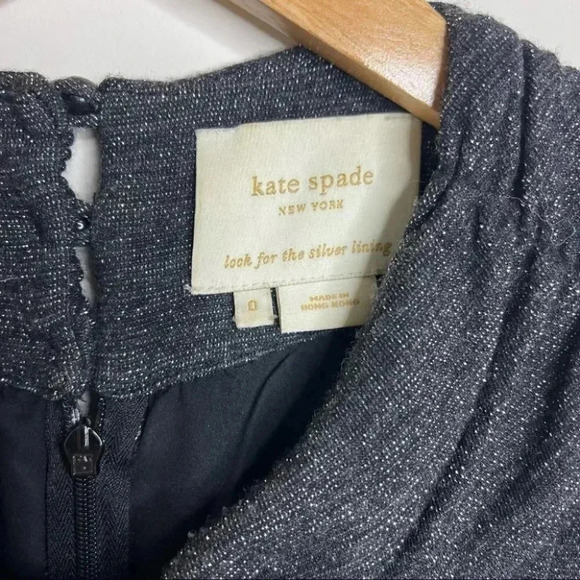 kate spade
NEW YORK
look for the silver lining
0
MADE IN
HONG KONG